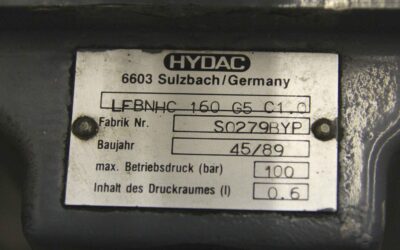 HYDAC
6603 Sulzbach/Germany
LFBNHC 160 G5 C1.0
Fabrik Nr. S0279BYP
Baujahr 45/89
max. Betriebsdruck (bar) 100
Inhalt des Druckraumes (l) 0.6